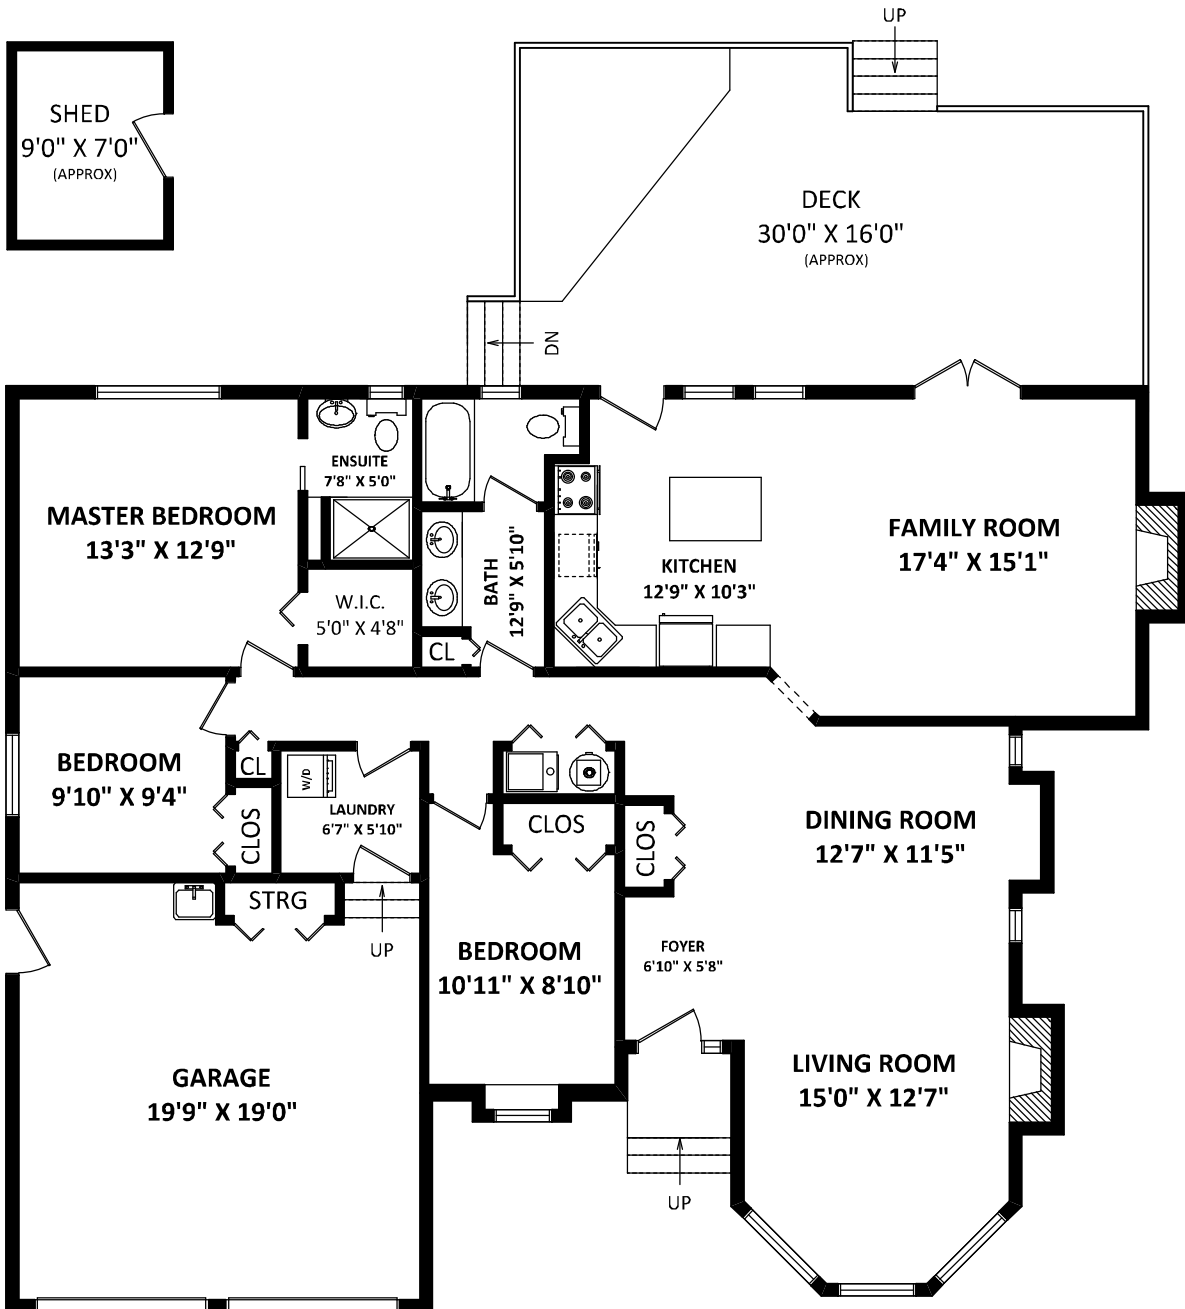 UP
SHED
9'0" X 7'0"
(APPROX)
DECK
30'0" X 16'0"
(APPROX)
DN
ENSUITE
7'8" X 5'0"
MASTER BEDROOM
13'3" X 12'9"
FAMILY ROOM
17'4" X 15'1"
KITCHEN
12'9" X 10'3"
BATH
12'9" X 5'10"
W.I.C.
5'0" X 4'8"
CL
BEDROOM
9'10" X 9'4"
CL
W/D
LAUNDRY
6'7" X 5'10"
CLOS
CLOS
CLOS
DINING ROOM
12'7" X 11'5"
STRG
UP
BEDROOM
10'11" X 8'10"
FOYER
6'10" X 5'8"
GARAGE
19'9" X 19'0"
LIVING ROOM
15'0" X 12'7"
UP